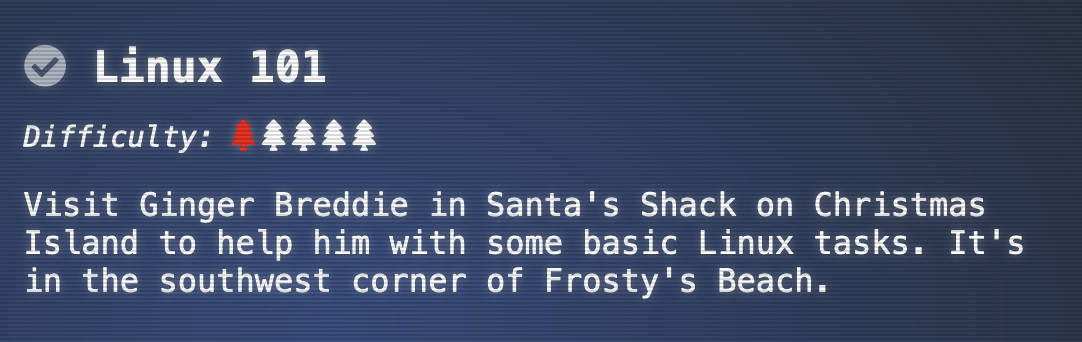 Linux 101
Difficulty:
Visit Ginger Breddie in Santa's Shack on Christmas
Island to help him with some basic Linux tasks. It's
in the southwest corner of Frosty's Beach.